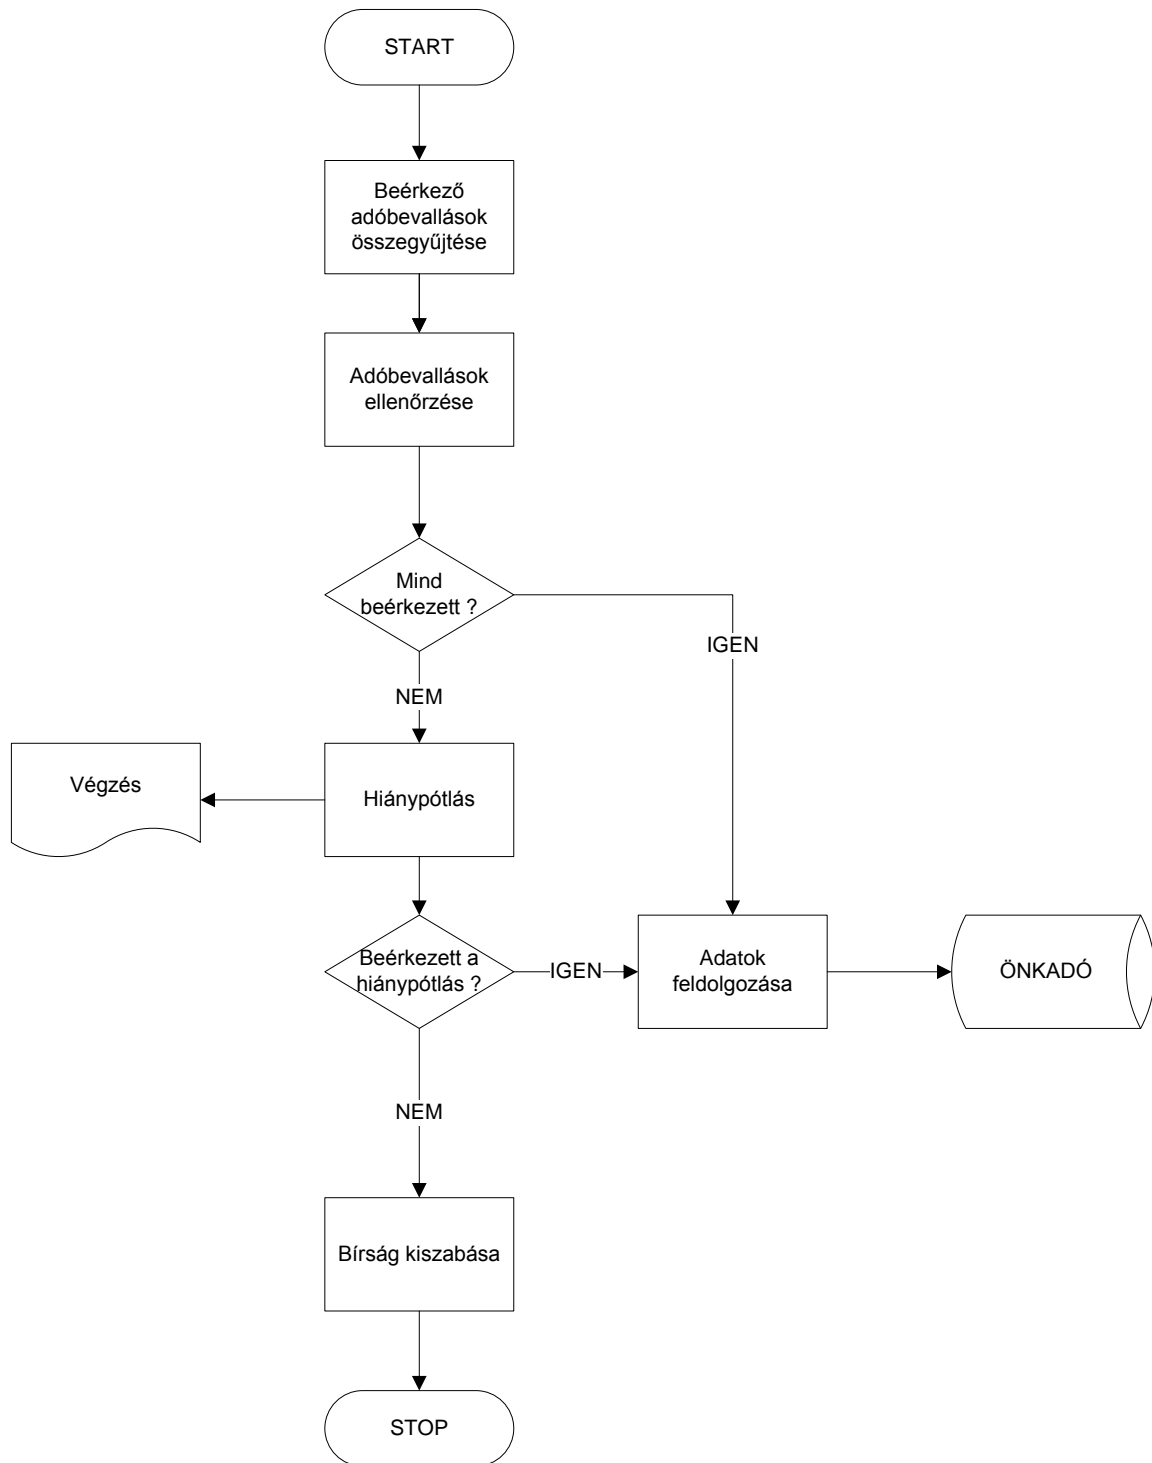 START
Beérkező
adóbevallások
összegyűjtése
Adóbevallások
ellenőrzése
Mind
beérkezett ?
IGEN
NEM
Végzés
Hiánypótlás
Beérkezett a
hiánypótlás ?
IGEN
Adatok
feldolgozása
ÖNKADÓ
NEM
Bírság kiszabása
STOP